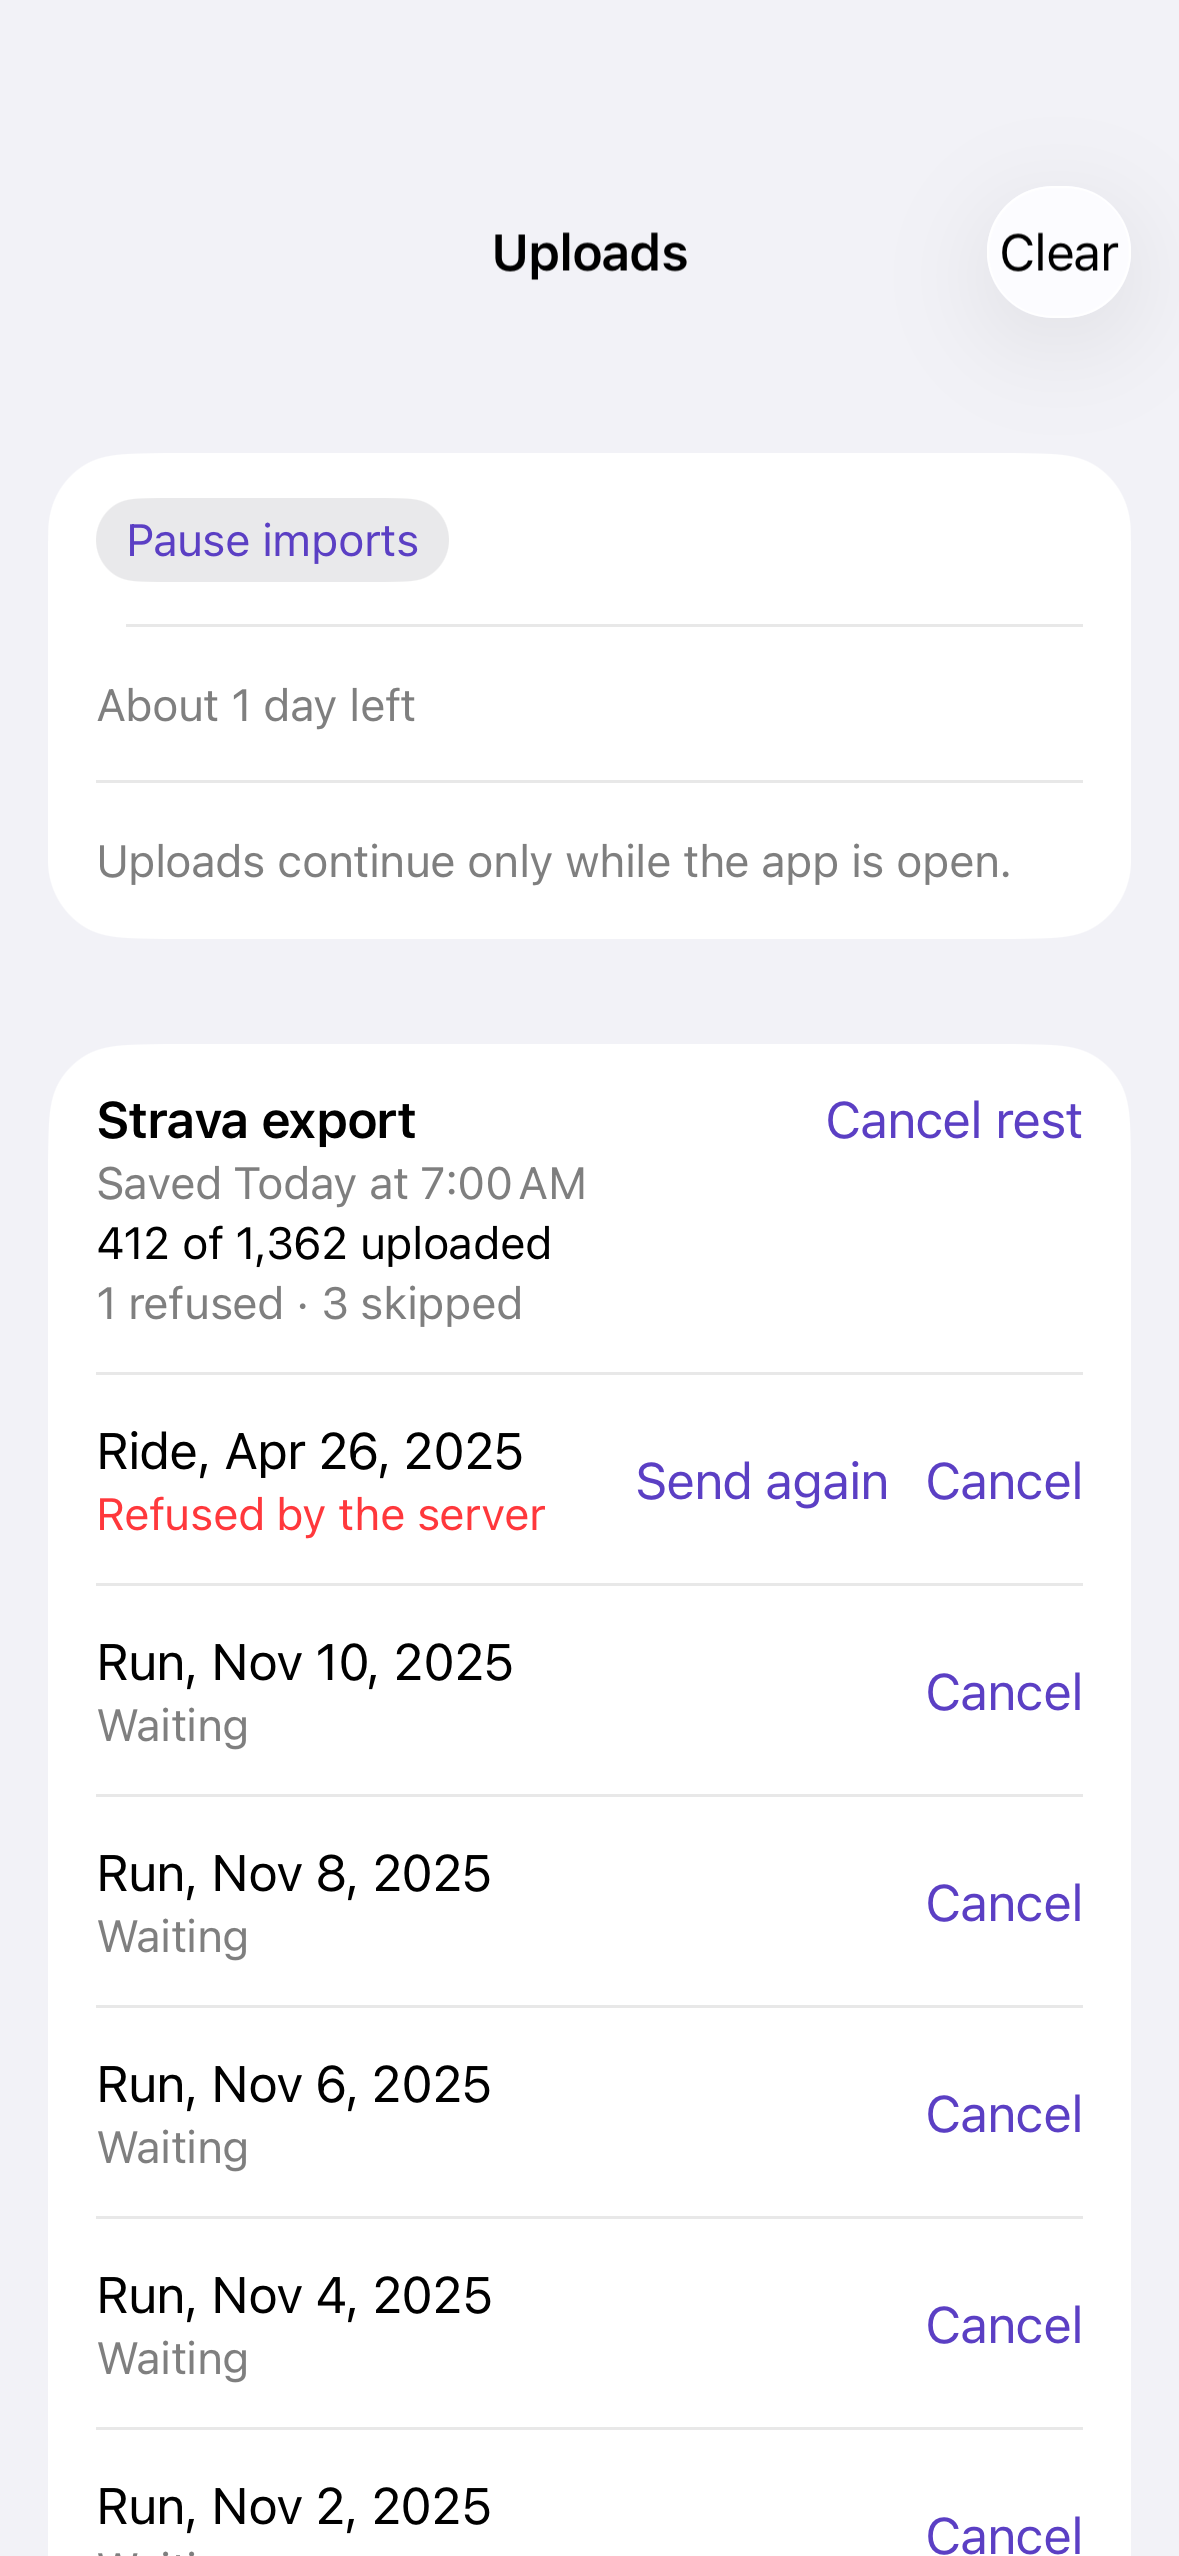 Uploads
Clear
Pause imports
About 1 day left
Uploads continue only while the app is open.
Strava export
Cancel rest
Saved Today at 7:00 AM
412 of 1,362 uploaded
1 refused · 3 skipped
Ride, Apr 26, 2025
Refused by the server
Send again
Cancel
Run, Nov 10, 2025
Waiting
Cancel
Run, Nov 8, 2025
Waiting
Cancel
Run, Nov 6, 2025
Waiting
Cancel
Run, Nov 4, 2025
Waiting
Cancel
Run, Nov 2, 2025
Cancel